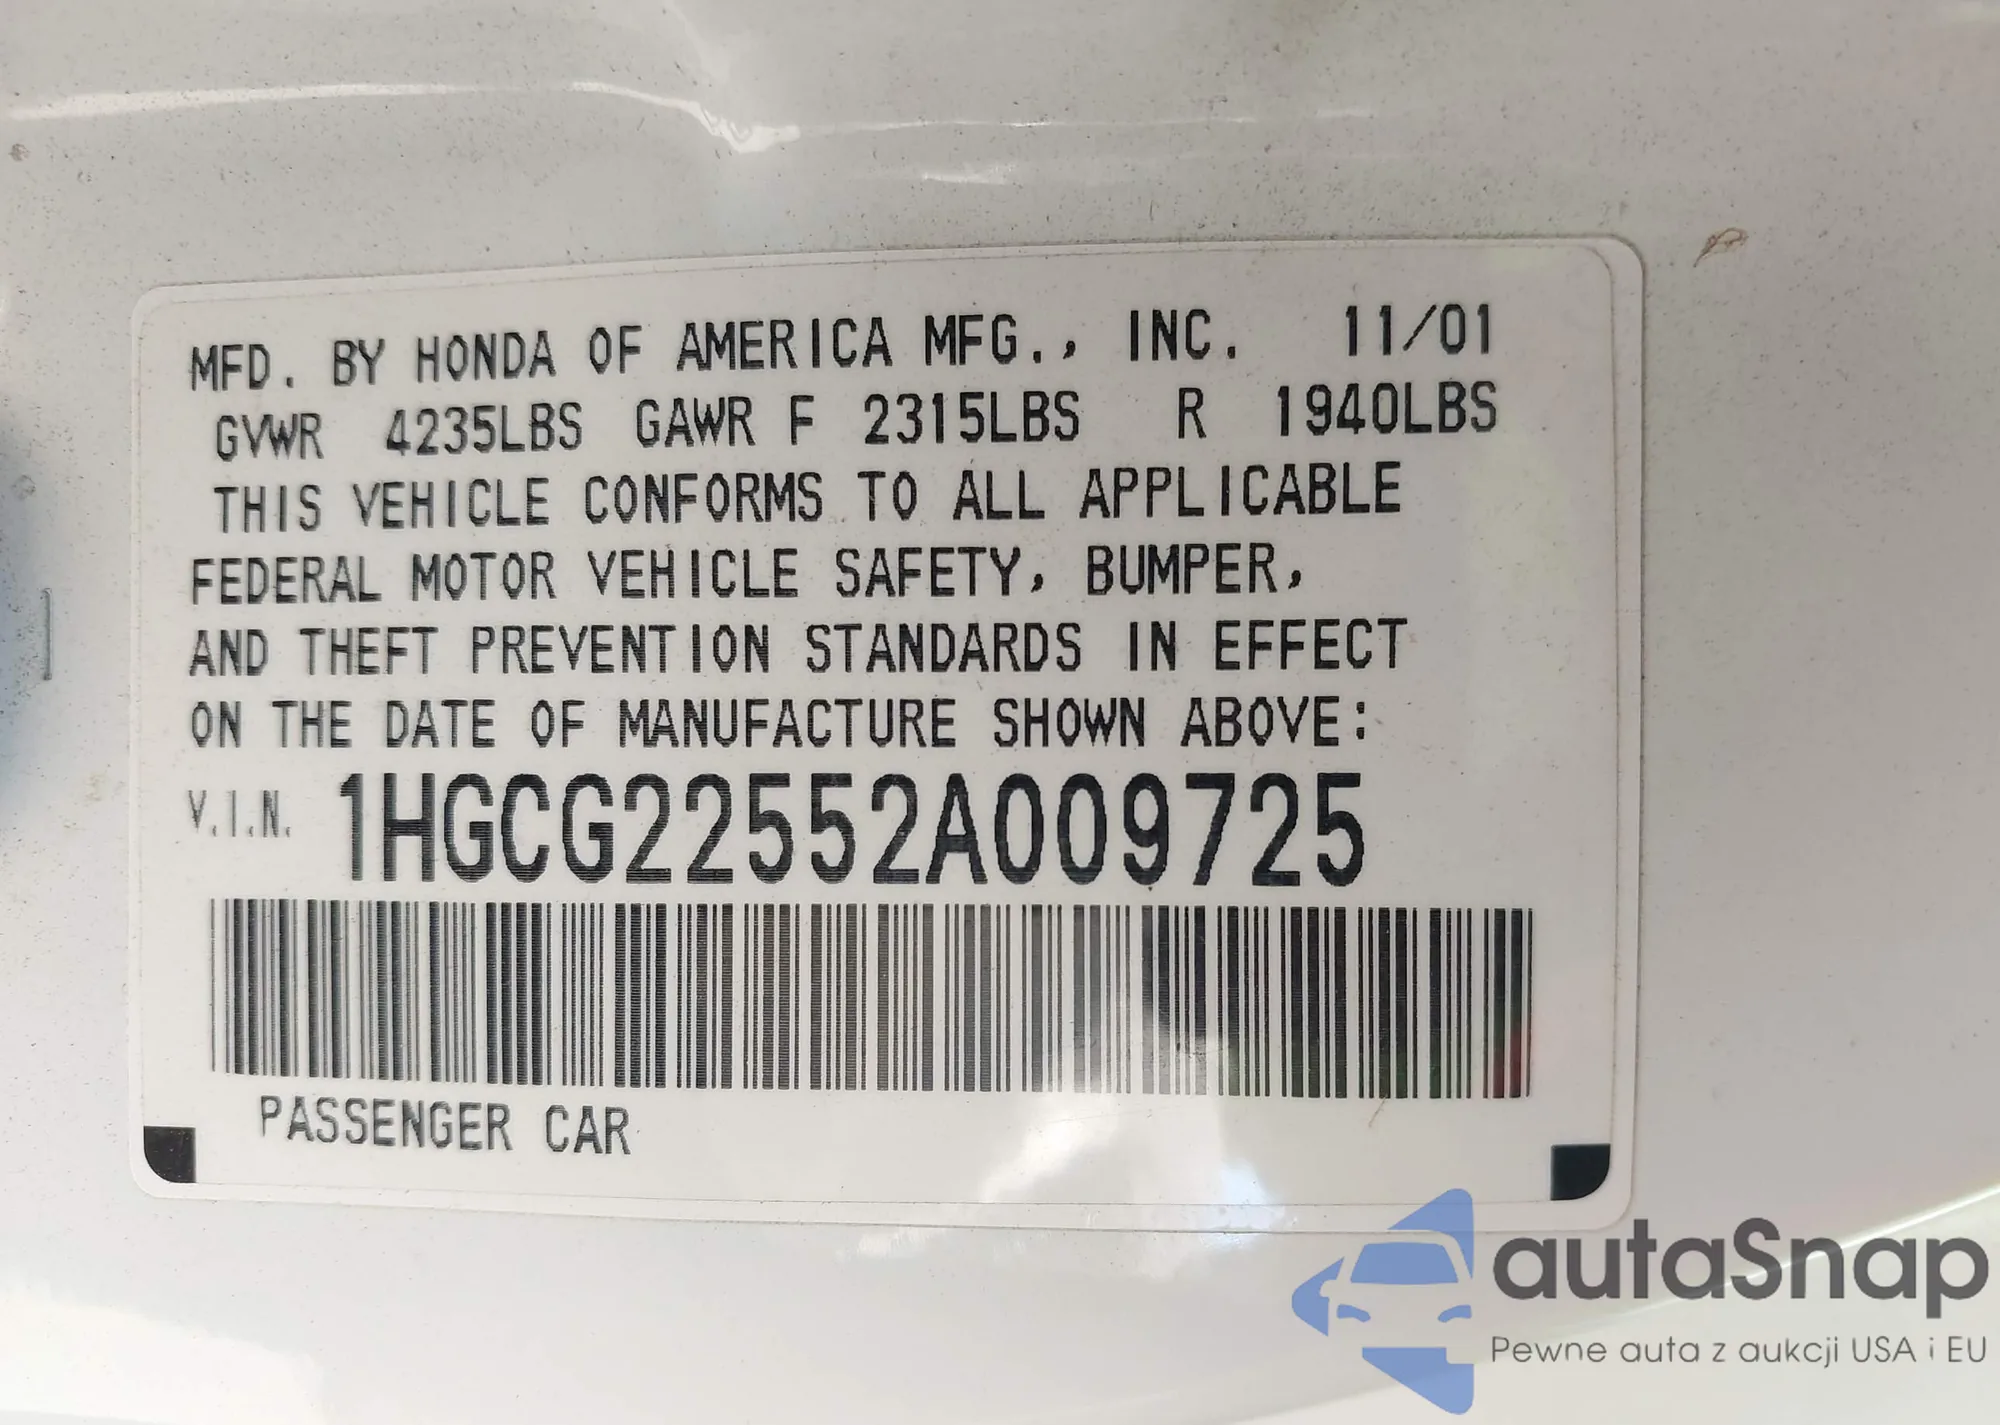 MFD. BY HONDA OF AMERICA MFG., INC. 11/01
GVWR 4235LBS GAWR F 2315LBS R 1940LBS
THIS VEHICLE CONFORMS TO ALL APPLICABLE
FEDERAL MOTOR VEHICLE SAFETY, BUMPER,
AND THEFT PREVENTION STANDARDS IN EFFECT
ON THE DATE OF MANUFACTURE SHOWN ABOVE:
V.I.N. 1HGCG22552A009725
PASSENGER CAR
autaSnap
Pewne auta z aukcji USA i EU